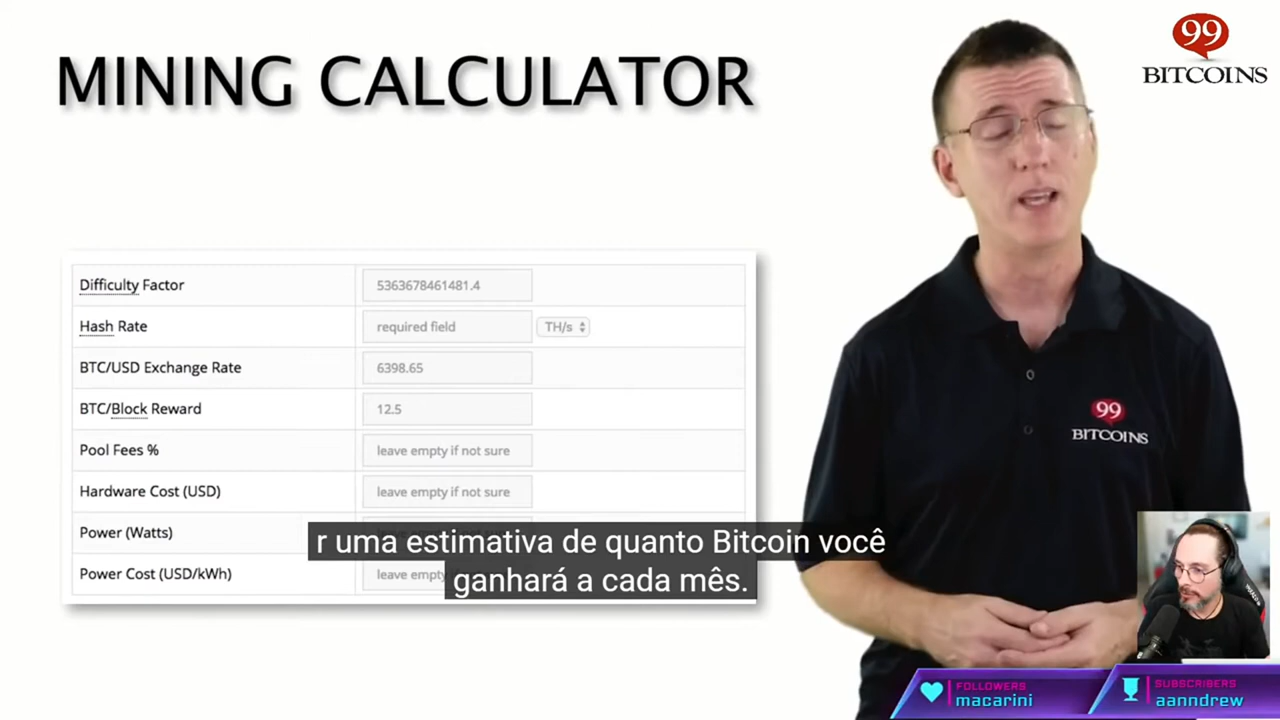 MINING CALCULATOR
99
BITCOINS
Difficulty Factor 5363678461481.4
Hash Rate required field TH/s
BTC/USD Exchange Rate 6398.65
BTC/Block Reward 12.5
Pool Fees % leave empty if not sure
Hardware Cost (USD) leave empty if not sure
Power (Watts)
Power Cost (USD/kWh) leave empty
r uma estimativa de quanto Bitcoin você
ganhará a cada mês.
99
BITCOINS
FOLLOWERS
macarini
SUBSCRIBERS
aanndrew